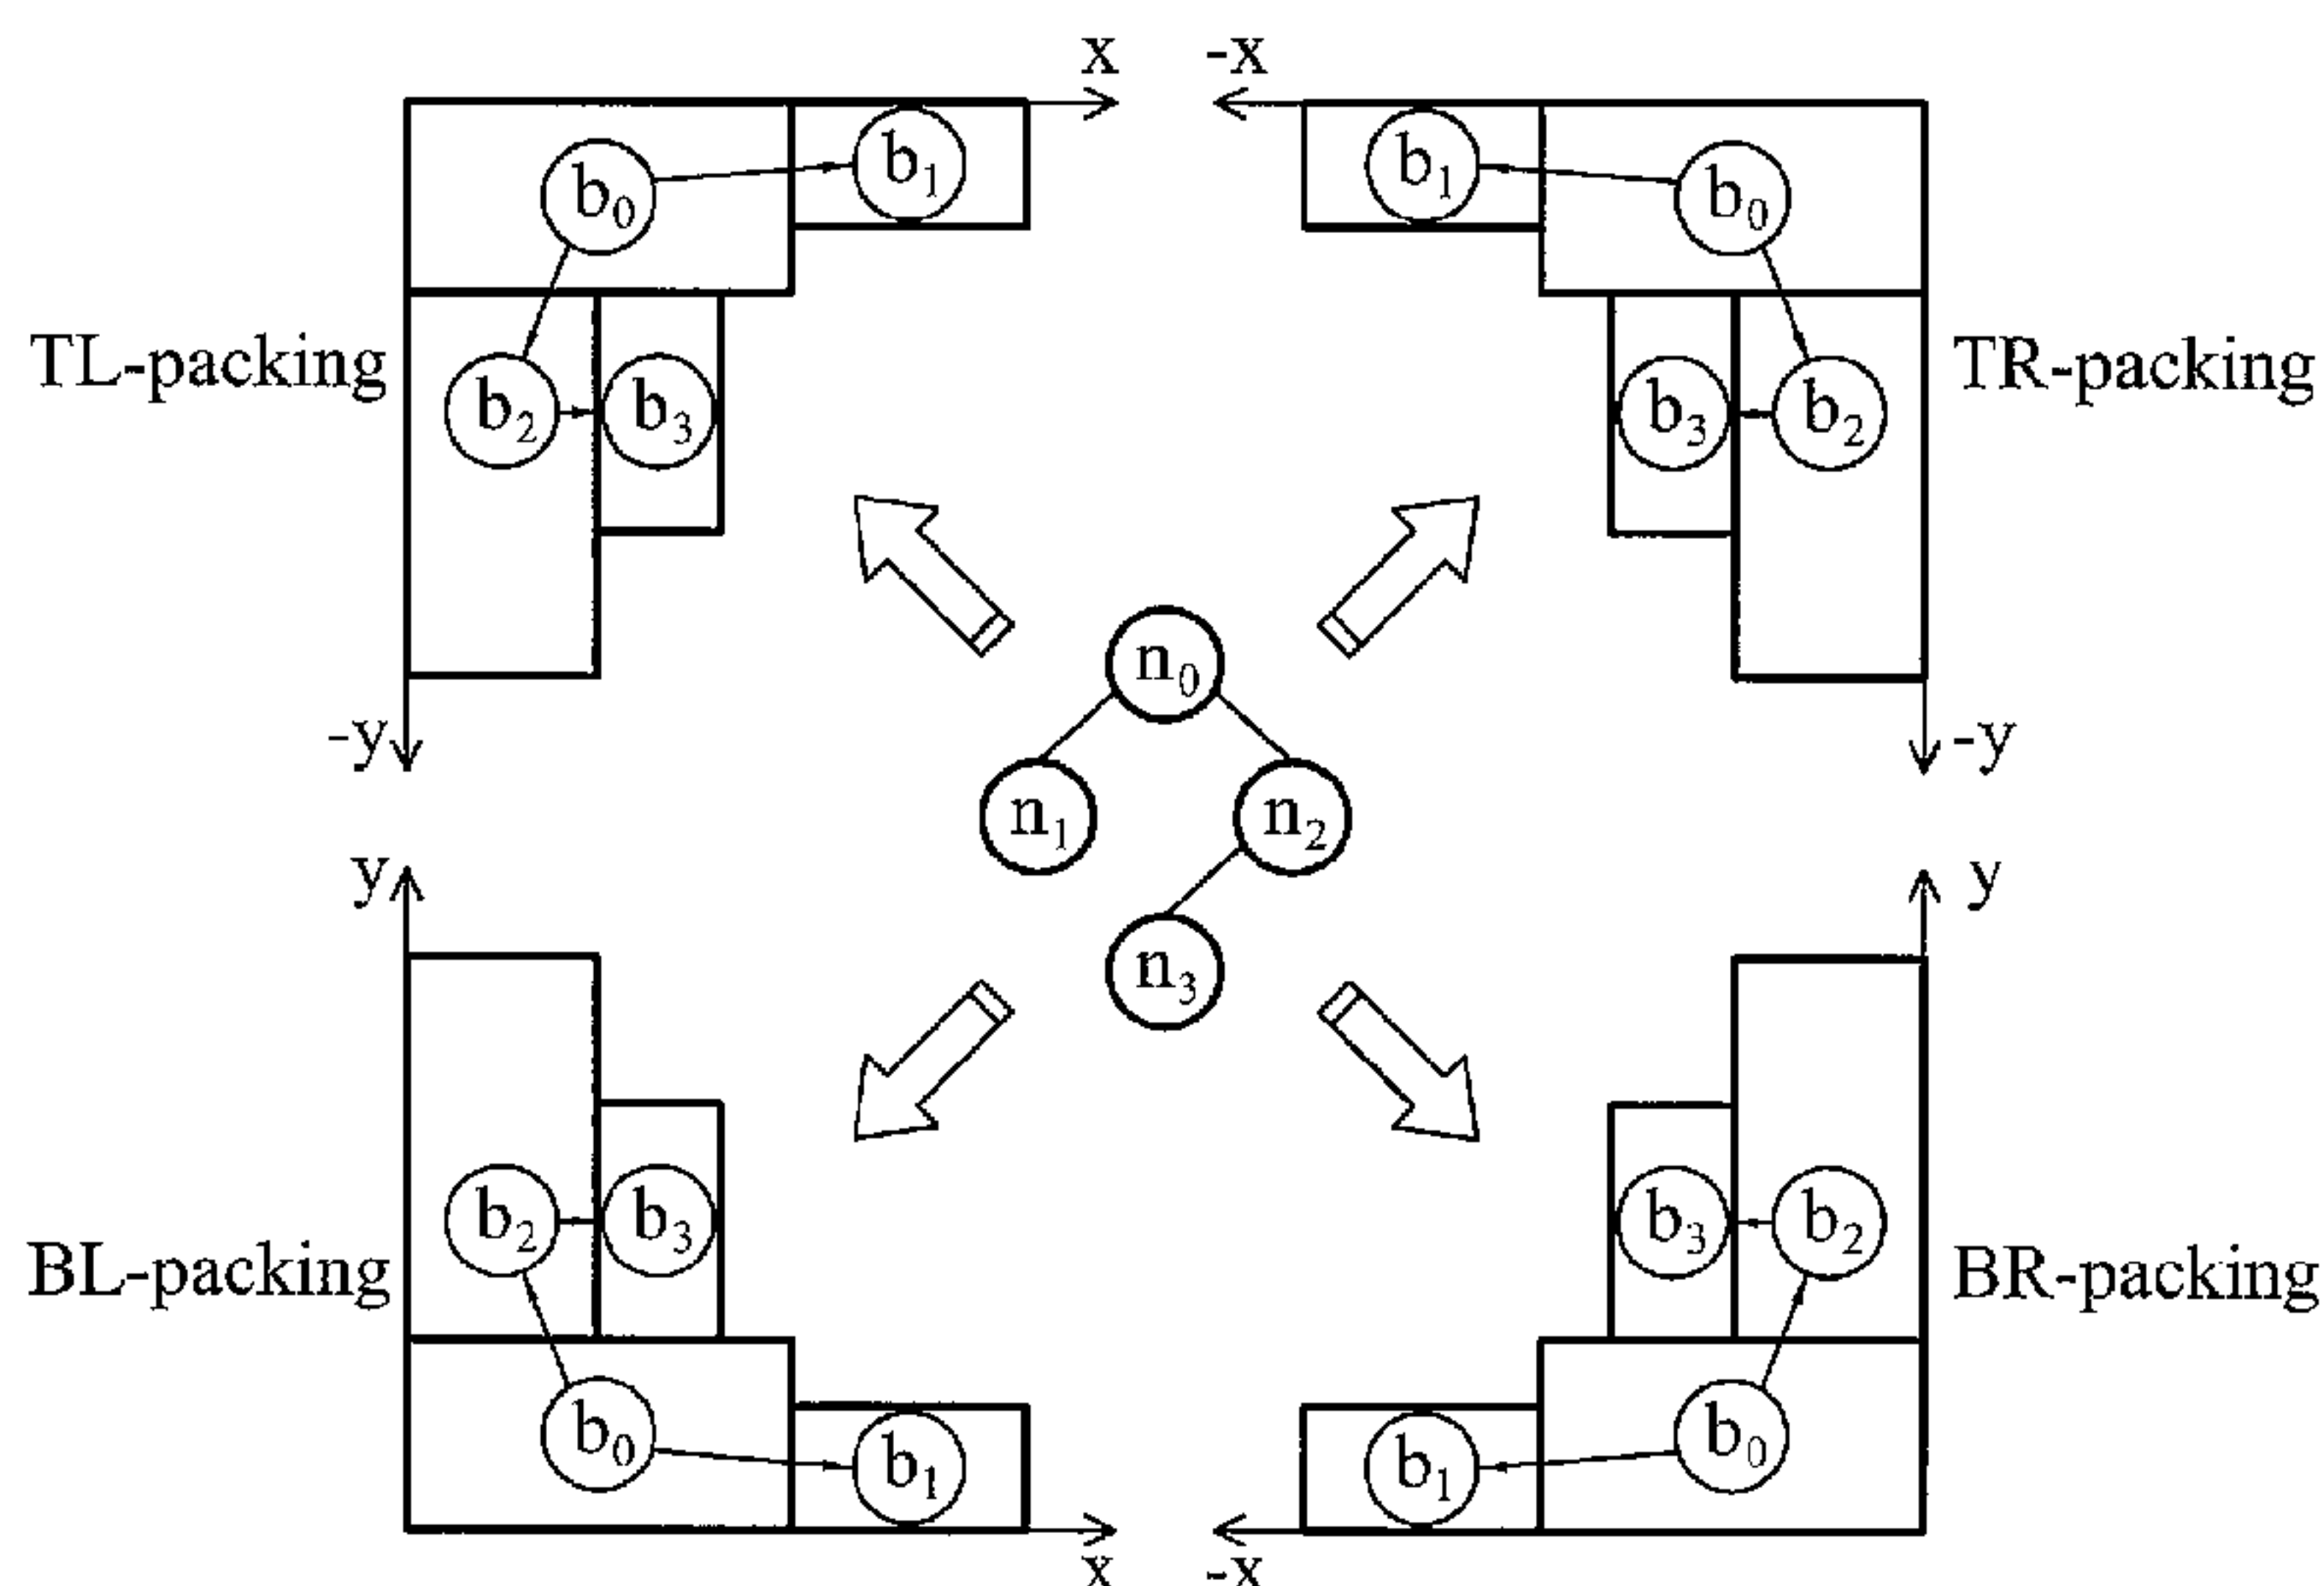 x
-x
b0
b1
b1
b0
TL-packing
b2
b3
b3
b2
TR-packing
n0
-y
-y
n1
n2
y
y
n3
b2
b3
b3
b2
BL-packing
BR-packing
b0
b1
b1
b0
x
-x